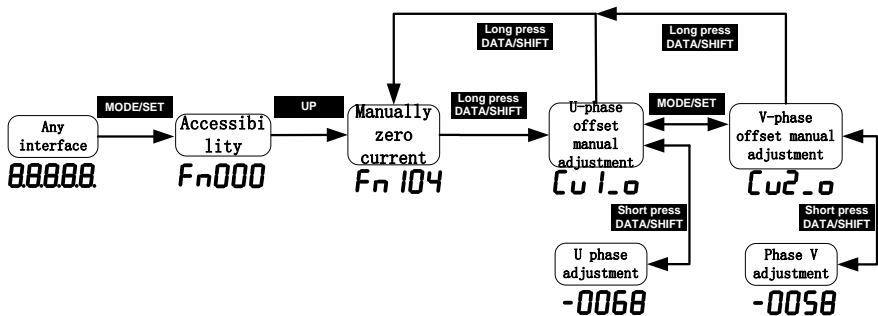 Long press
DATA/SHIFT
Long press
DATA/SHIFT
MODE/SET
UP
Long press
DATA/SHIFT
MODE/SET
Any
interface
Accessibi
lity
Manually
zero
current
U-phase
offset
manual
adjustment
V-phase
offset manual
adjustment
8.8.8.8.8.
Fn000
Fn104
Cu1_o
Cu2_o
Short press
DATA/SHIFT
Short press
DATA/SHIFT
U phase
adjustment
Phase V
adjustment
-0068
-0058